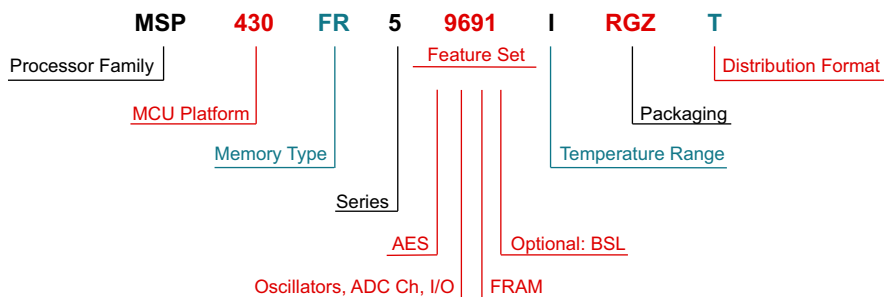 MSP 430 FR 5 9691 I RGZ T
Feature Set
Processor Family
Distribution Format
MCU Platform
Packaging
Memory Type
Temperature Range
Series
AES
Optional: BSL
Oscillators, ADC Ch, I/O
FRAM